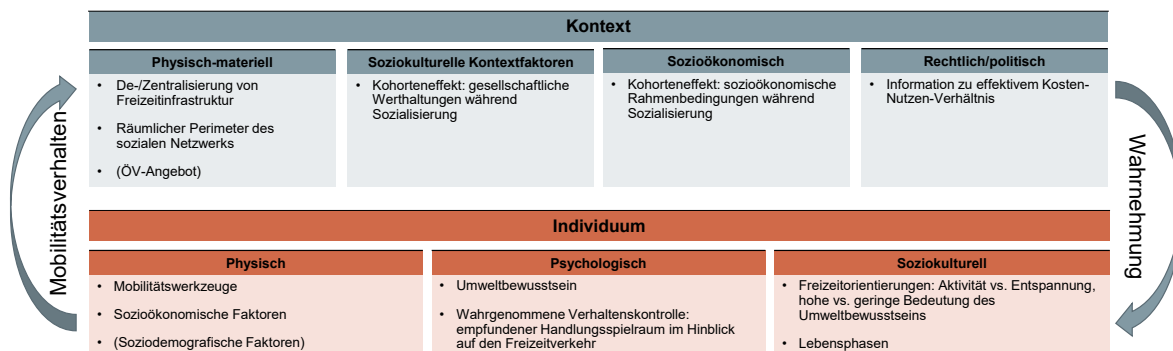 Kontext
Physisch-materiell
• De-/Zentralisierung von
Freizeitinfrastruktur
• Räumlicher Perimeter des
sozialen Netzwerks
• (ÖV-Angebot)
Soziokulturelle Kontextfaktoren
• Kohorteneffekt: gesellschaftliche
Werthaltungen während
Sozialisierung
Sozioökonomisch
• Kohorteneffekt: sozioökonomische
Rahmenbedingungen während
Sozialisierung
Rechtlich/politisch
• Information zu effektivem Kosten-
Nutzen-Verhältnis
Mobilitätsverhalten
Wahrnehmung
Individuum
Physisch
• Mobilitätswerkzeuge
• Sozioökonomische Faktoren
• (Soziodemografische Faktoren)
Psychologisch
• Umweltbewusstsein
• Wahrgenommene Verhaltenskontrolle:
empfundener Handlungsspielraum im Hinblick
auf den Freizeitverkehr
Soziokulturell
• Freizeitorientierungen: Aktivität vs. Entspannung,
hohe vs. geringe Bedeutung des
Umweltbewusstseins
• Lebensphasen